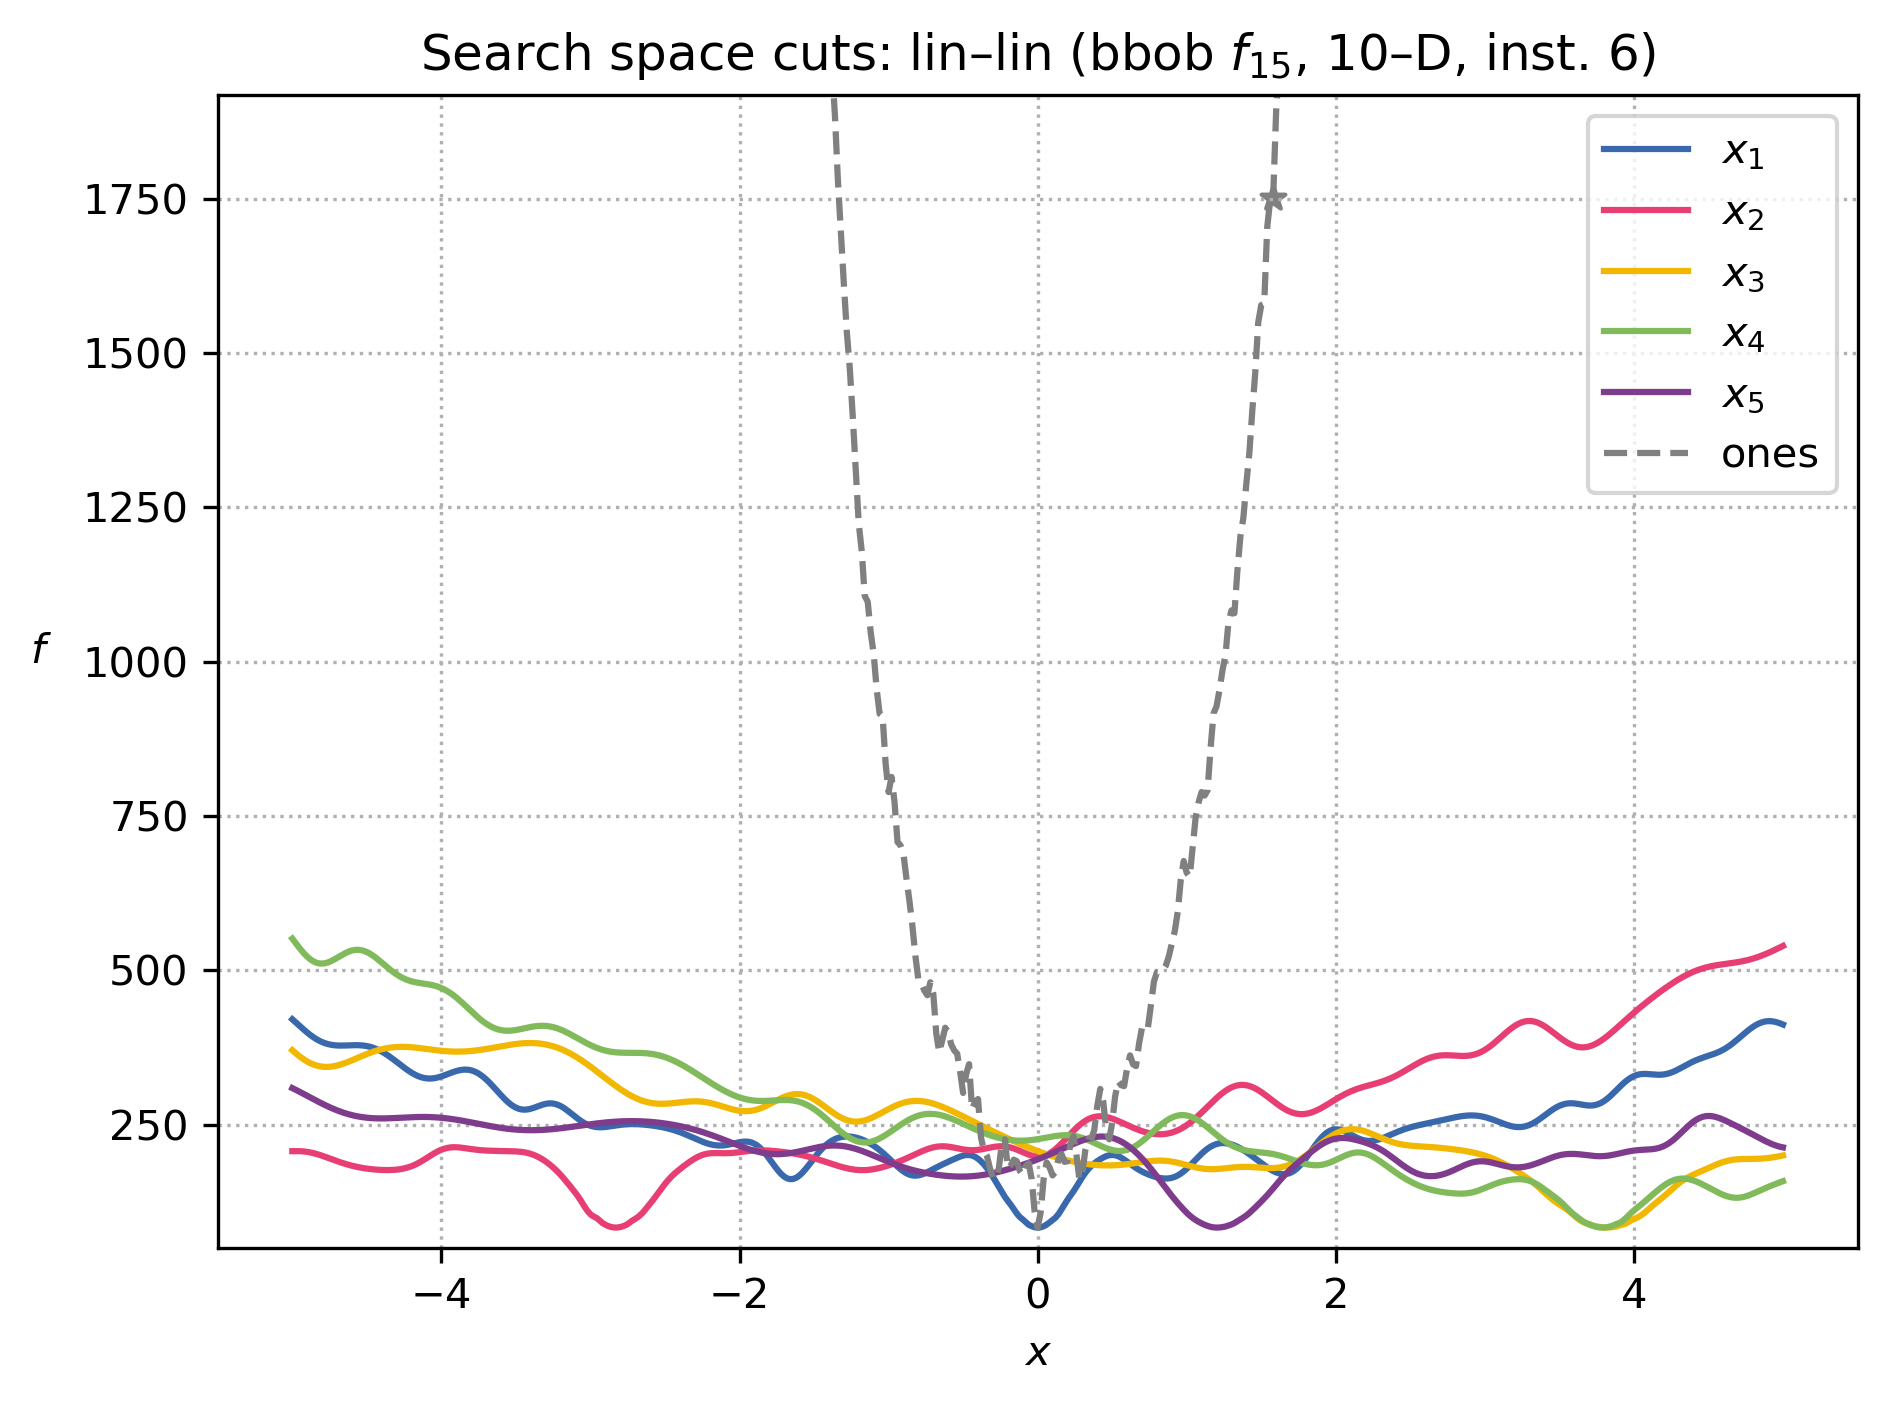 Search space cuts: lin–lin (bbob f₁₅, 10–D, inst. 6)
x₁
x₂
x₃
x₄
x₅
ones
f
1750
1500
1250
1000
750
500
250
−4
−2
0
2
4
x